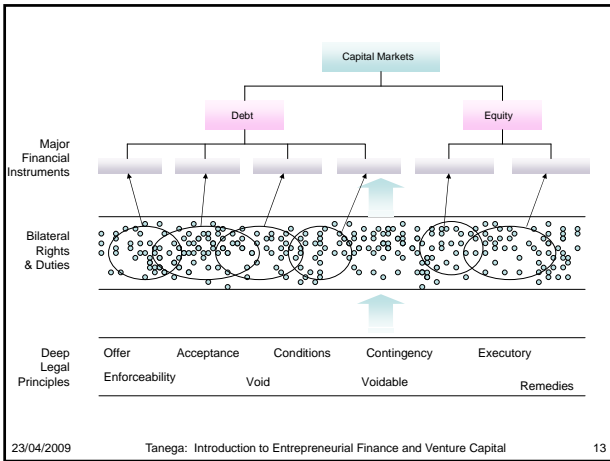 Capital Markets
Debt
Equity
Major
Financial
Instruments
Bilateral
Rights
& Duties
Deep
Legal
Principles
Offer Acceptance Conditions Contingency Executory
Enforceability Void Voidable Remedies
23/04/2009 Tanega: Introduction to Entrepreneurial Finance and Venture Capital 13